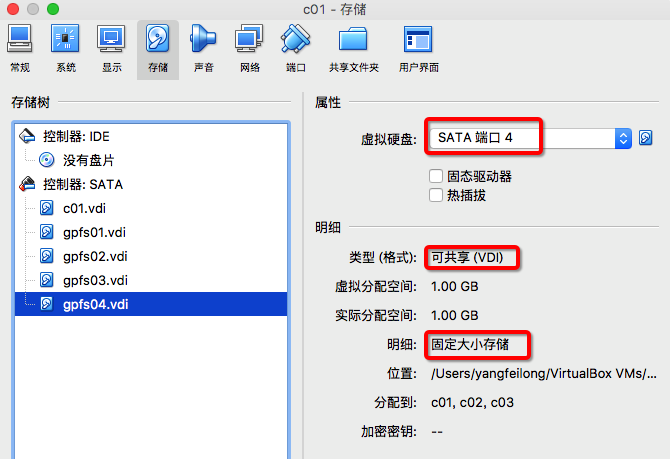 c01 - 存储
常规 系统 显示 存储 声音 网络 端口 共享文件夹 用户界面
存储树
控制器: IDE
没有盘片
控制器: SATA
c01.vdi
gpfs01.vdi
gpfs02.vdi
gpfs03.vdi
gpfs04.vdi
属性
虚拟硬盘: SATA 端口 4
固态驱动器
热插拔
明细
类型 (格式): 可共享 (VDI)
虚拟分配空间: 1.00 GB
实际分配空间: 1.00 GB
明细: 固定大小存储
位置: /Users/yangfeilong/VirtualBox VMs/...
分配到: c01, c02, c03
加密密钥: --